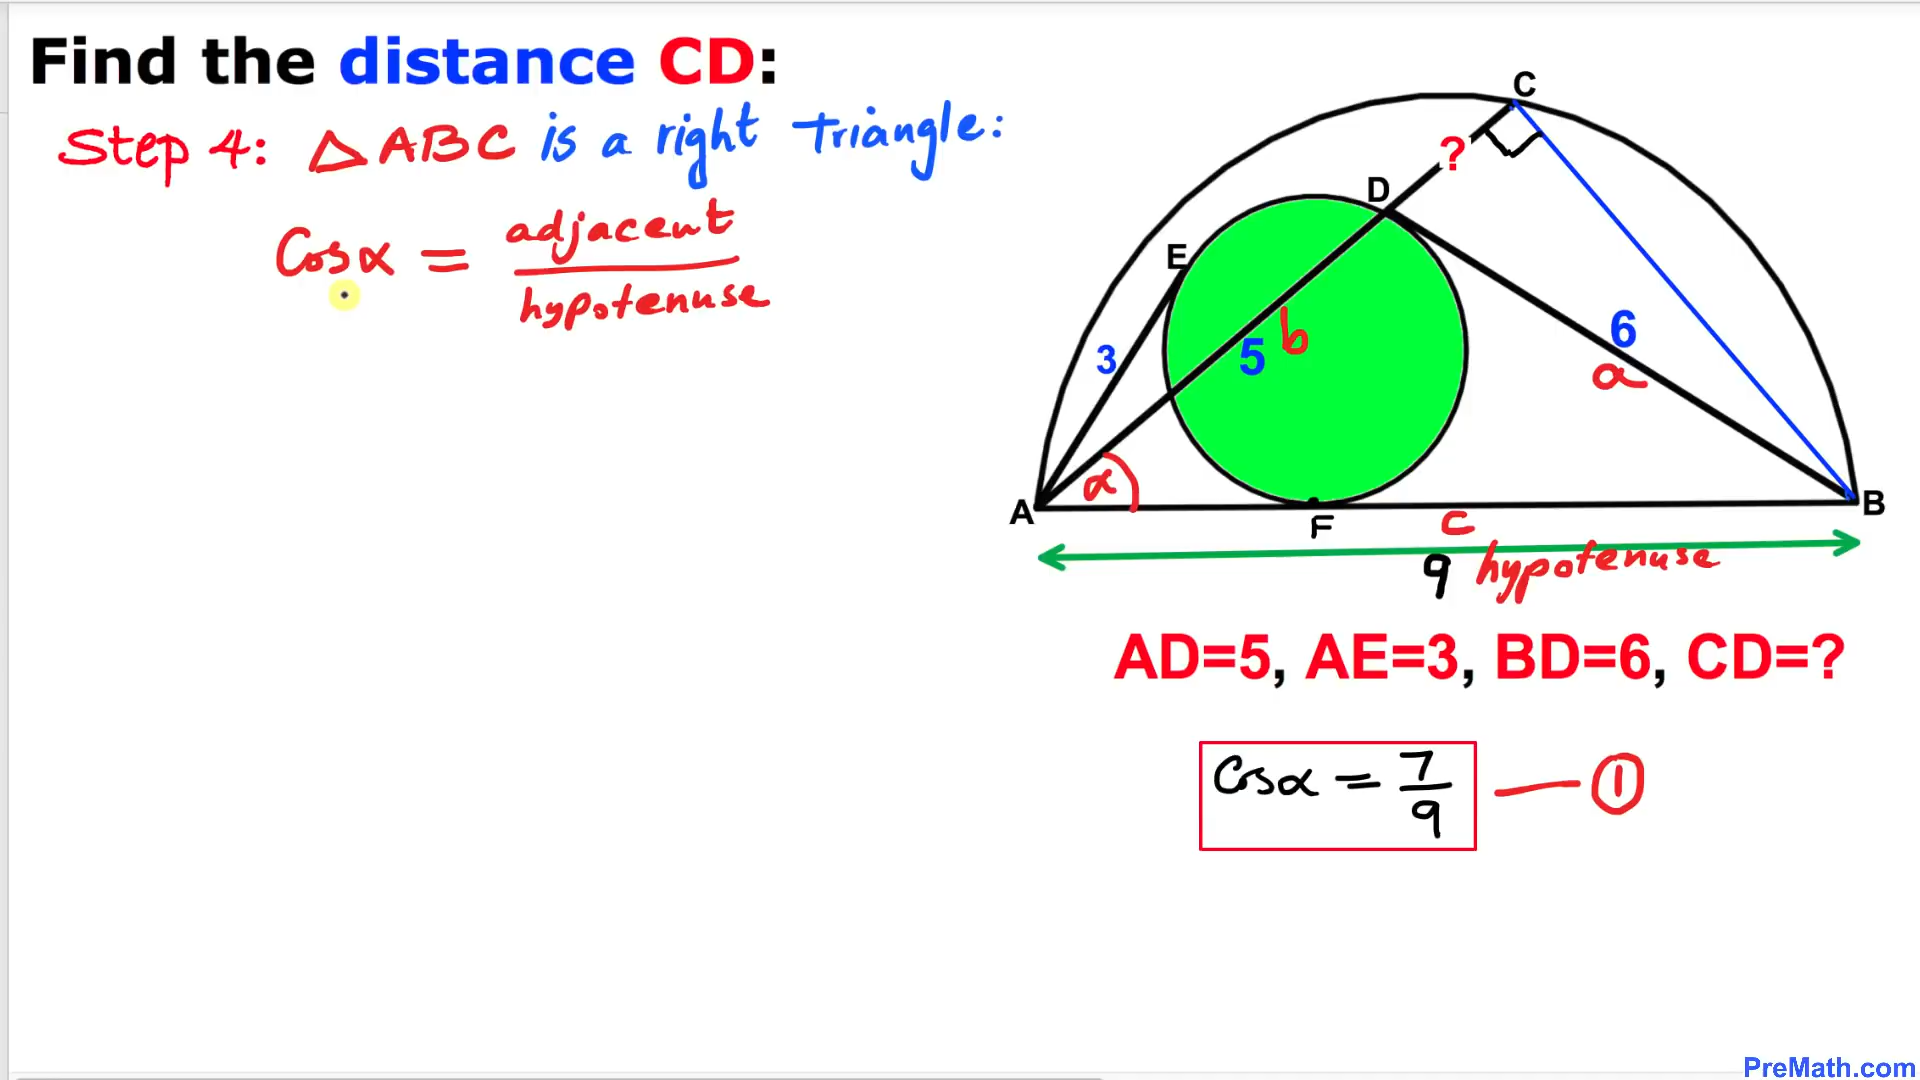 Find the distance CD:
Step 4: △ABC is a right Triangle:
Cosα = adjacent
hypotenuse
C
?
D
E
6
3
5 b
a
α
A
B
F
c
9 hypotenuse
AD=5, AE=3, BD=6, CD=?
Cosα = 7/9 — ①
PreMath.com